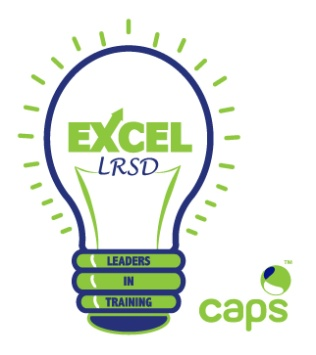 EXCEL
LRSD
LEADERS
IN
TRAINING
caps
™